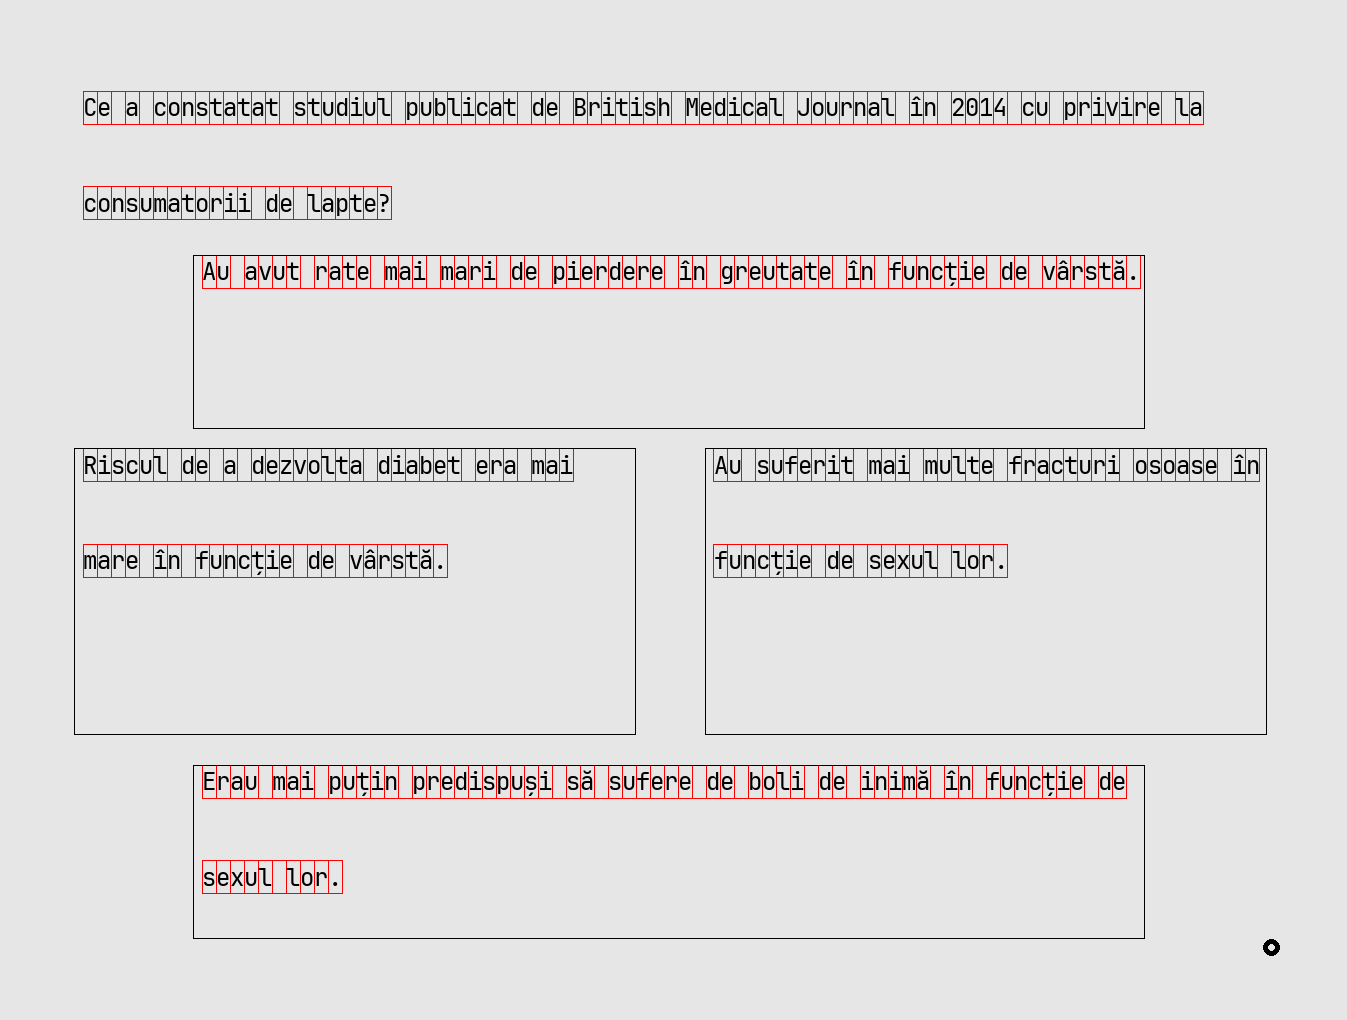 Ce a constatat studiul publicat de British Medical Journal în 2014 cu privire la
consumatorii de lapte?
Au avut rate mai mari de pierdere în greutate în funcție de vârstă.
Riscul de a dezvolta diabet era mai
mare în funcție de vârstă.
Au suferit mai multe fracturi osoase în
funcție de sexul lor.
Erau mai puțin predispuși să sufere de boli de inimă în funcție de
sexul lor.